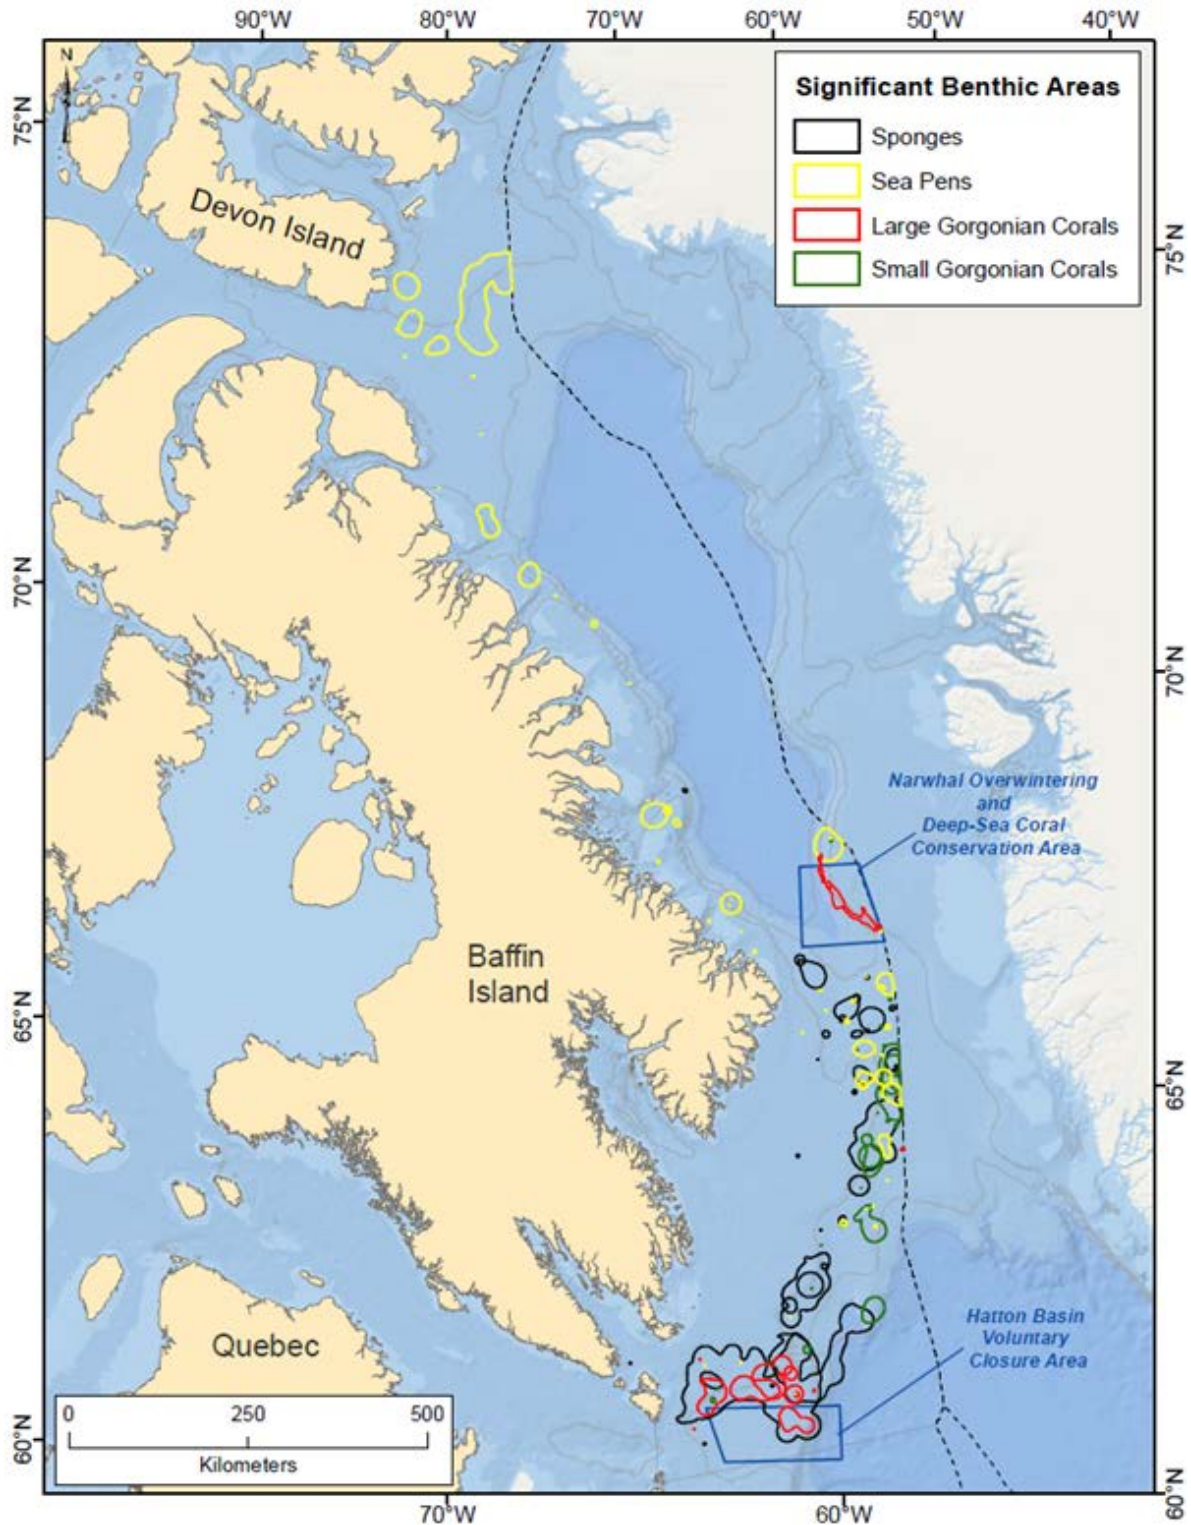 90°W 80°W 70°W 60°W 50°W 40°W
N
75°N
75°N
Significant Benthic Areas
Sponges
Sea Pens
Large Gorgonian Corals
Small Gorgonian Corals
Devon Island
70°N
70°N
Narwhal Overwintering
and
Deep-Sea Coral
Conservation Area
Baffin
Island
65°N
65°N
Hatton Basin
Voluntary
Closure Area
Quebec
0 250 500
Kilometers
60°N
60°N
70°W 60°W